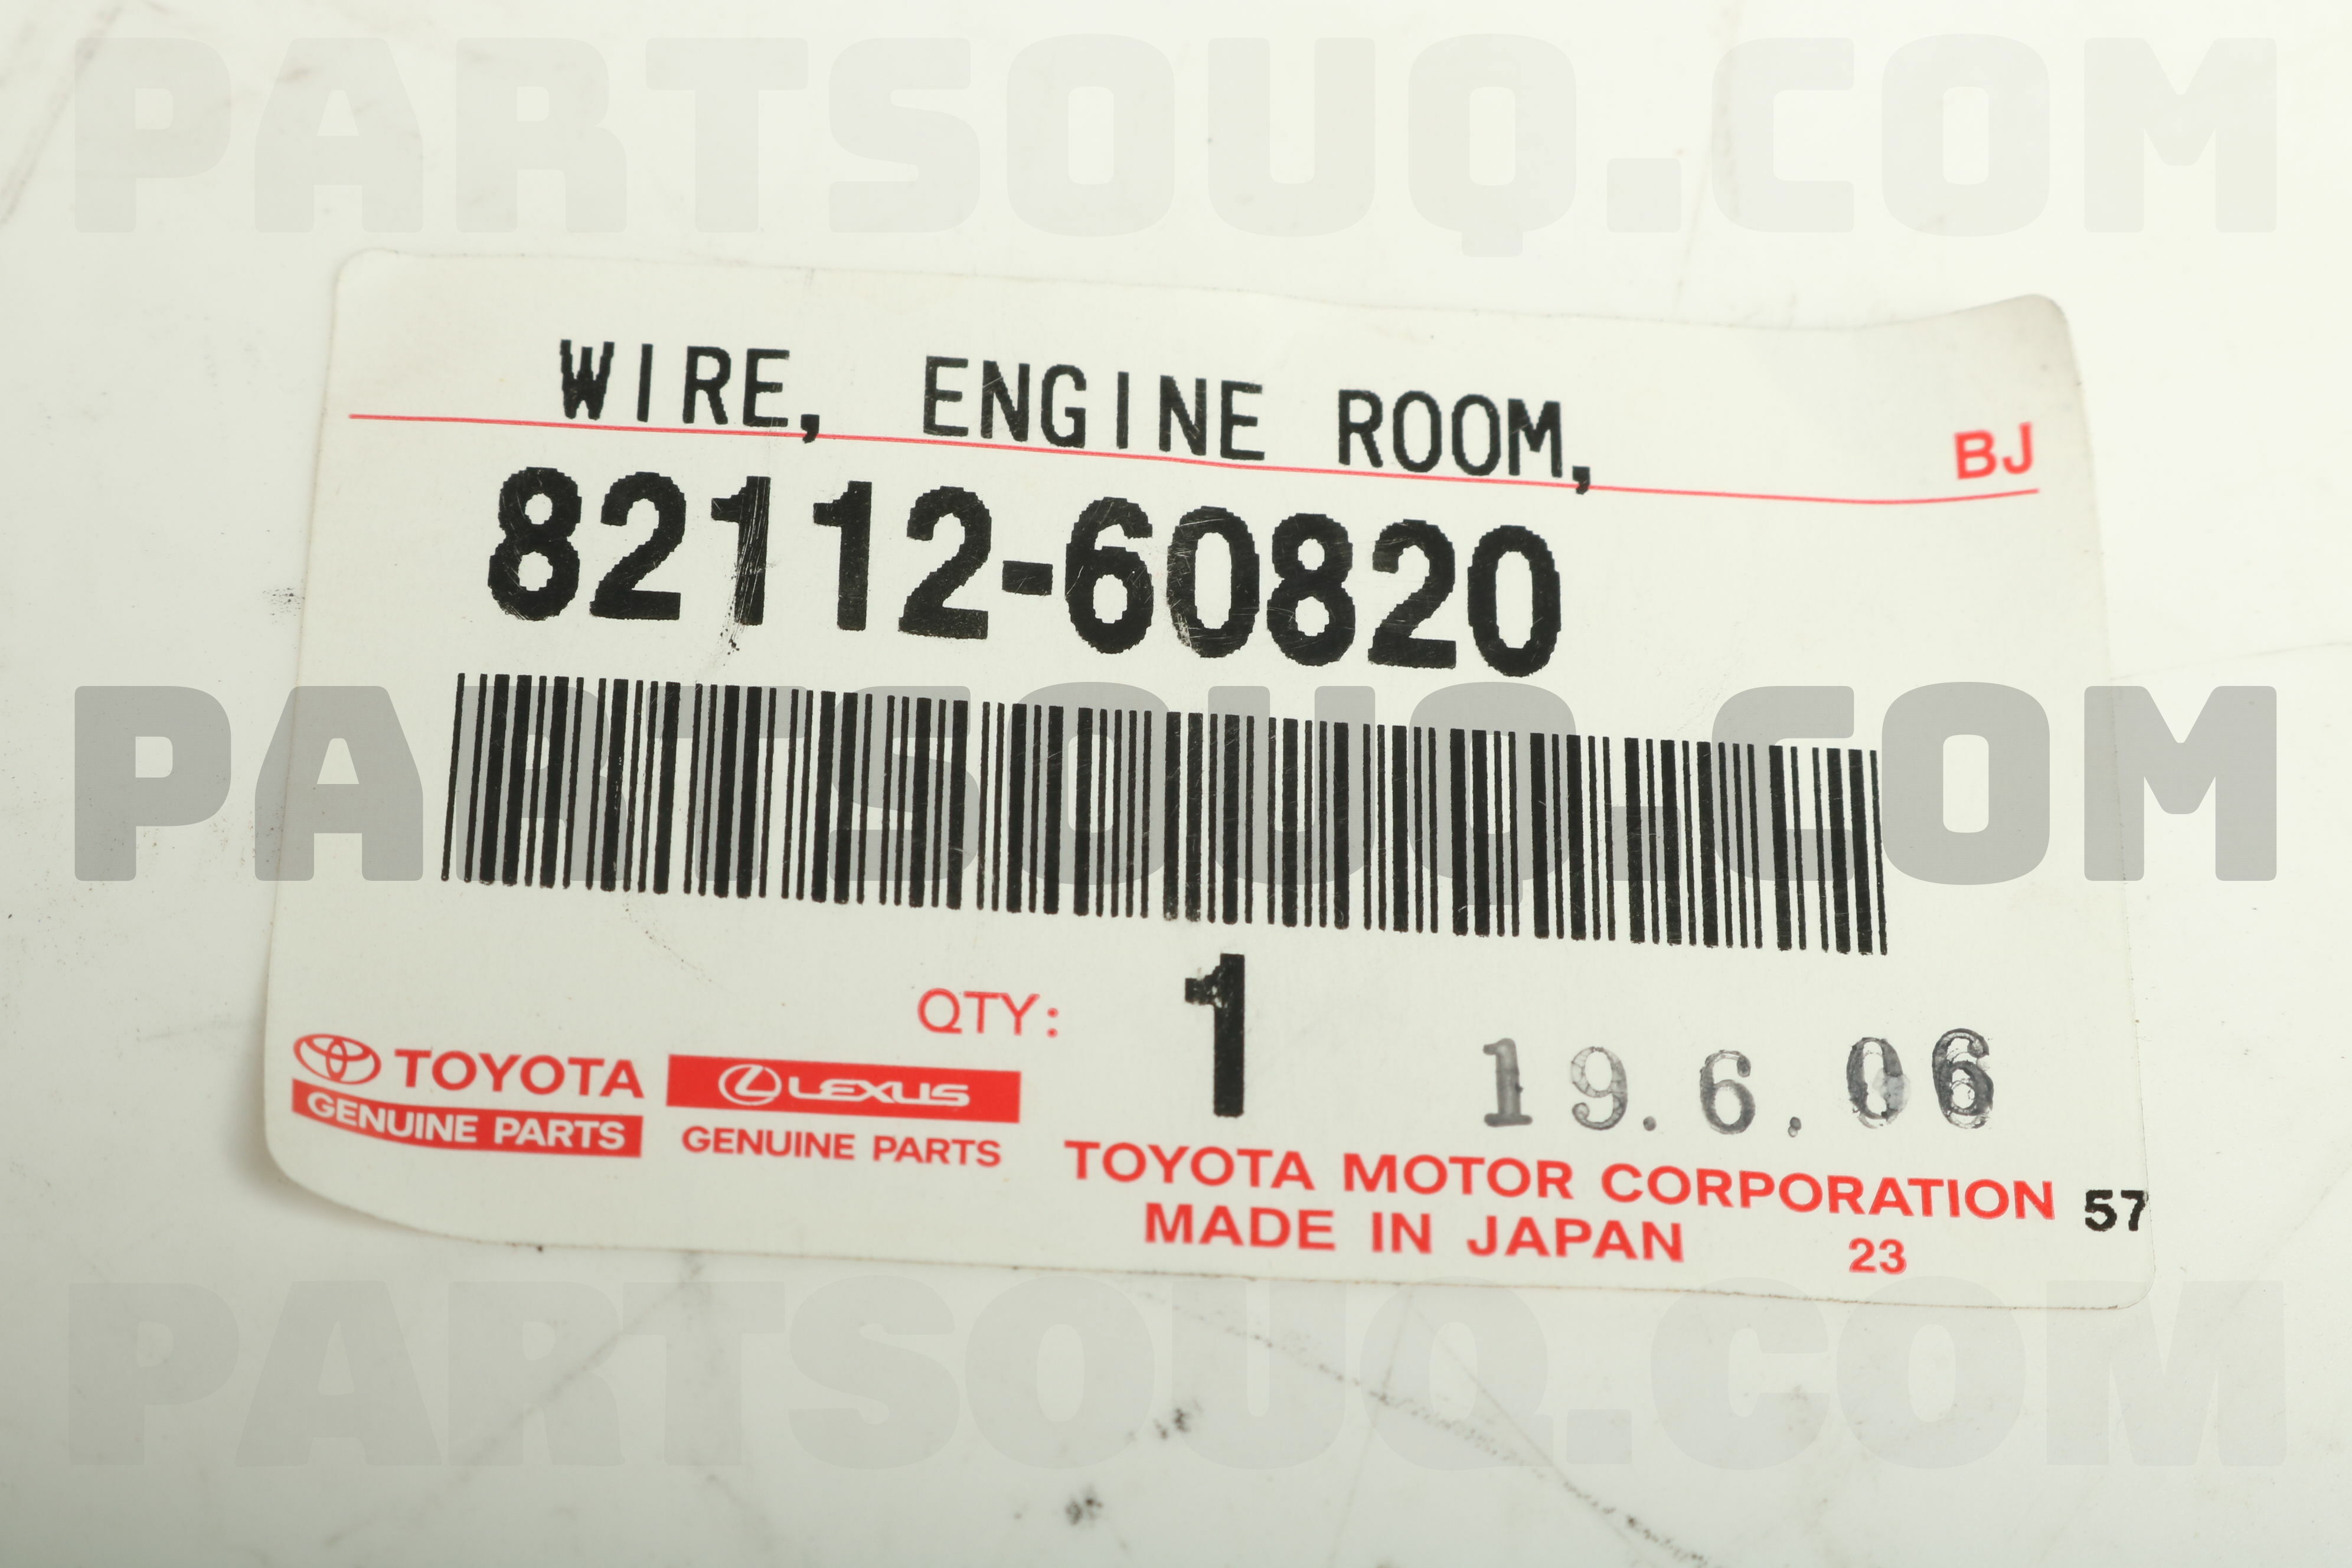 PARTSOUQ.COM
WIRE, ENGINE ROOM,
BJ
82112-60820
PARTSOUQ.COM
QTY: 1
19.6.06
TOYOTA
GENUINE PARTS
LEXUS
GENUINE PARTS
TOYOTA MOTOR CORPORATION 57
MADE IN JAPAN 23
PARTSOUQ.COM